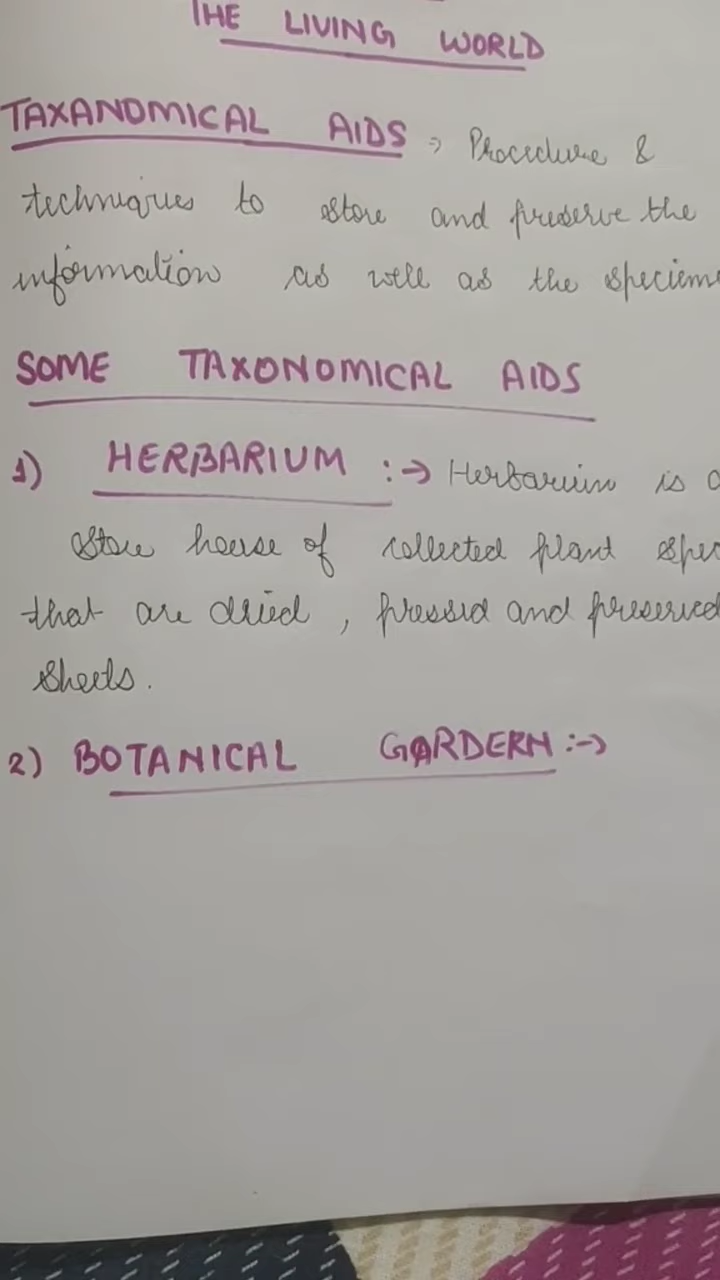 THE LIVING WORLD
TAXANOMICAL AIDS → Procedure &
techniques to store and preserve the
information as well as the specime
SOME TAXONOMICAL AIDS
1) HERBARIUM :→ Herbarium is a
store house of collected plant spec
that are dried, pressed and preserved
sheets.
2) BOTANICAL GARDERN :→